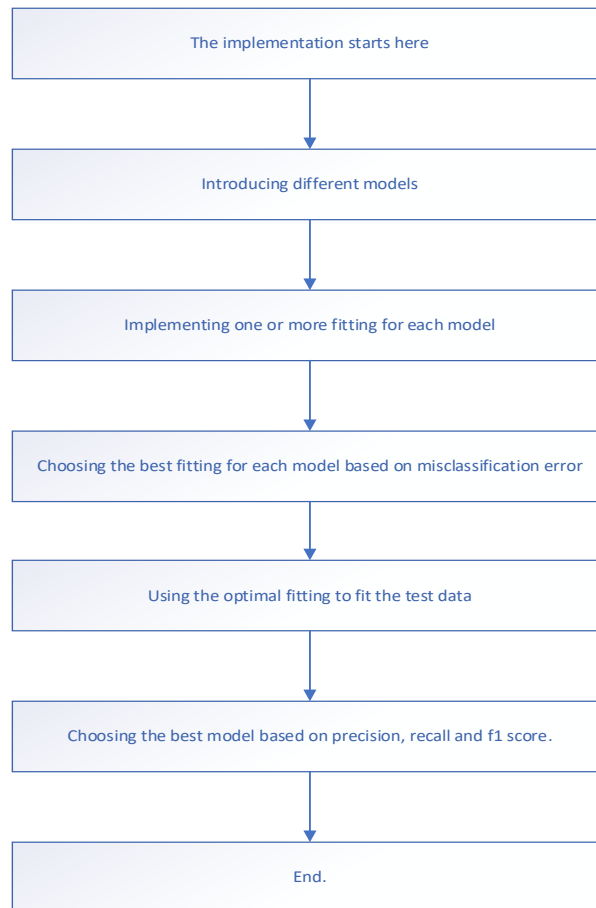 The implementation starts here
Introducing different models
Implementing one or more fitting for each model
Choosing the best fitting for each model based on misclassification error
Using the optimal fitting to fit the test data
Choosing the best model based on precision, recall and f1 score.
End.